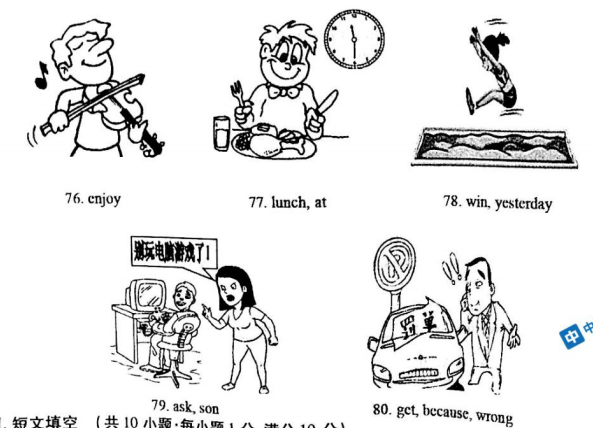 76. enjoy
77. lunch, at
78. win, yesterday
别玩电脑游戏了！
79. ask, son
罚单
80. get, because, wrong
中
短文填空 （共 10 小题;每小题 1 分,满分 10 分）